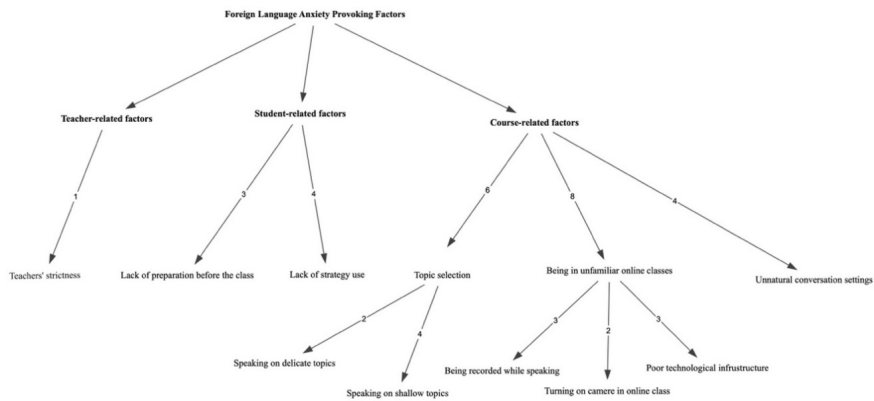 Foreign Language Anxiety Provoking Factors
Teacher-related factors
Student-related factors
Course-related factors
1
3
4
6
8
4
Teachers' strictness
Lack of preparation before the class
Lack of strategy use
Topic selection
Being in unfamiliar online classes
Unnatural conversation settings
2
4
3
2
3
Speaking on delicate topics
Speaking on shallow topics
Being recorded while speaking
Turning on camere in online class
Poor technological infrustructure